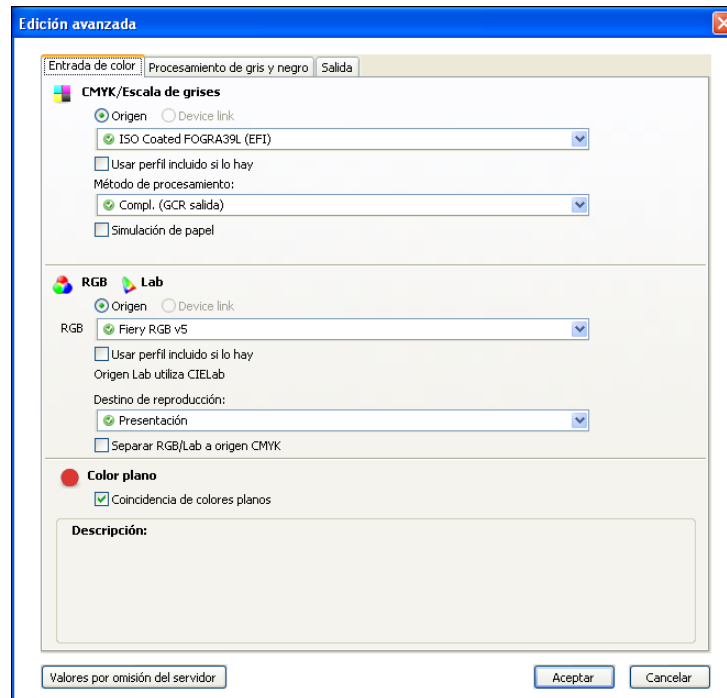 Edición avanzada
Entrada de color Procesamiento de gris y negro Salida
CMYK/Escala de grises
Origen Device link
ISO Coated FOGRA39L (EFI)
Usar perfil incluido si lo hay
Método de procesamiento:
Compl. (GCR salida)
Simulación de papel
RGB Lab
Origen Device link
RGB Fiery RGB v5
Usar perfil incluido si lo hay
Origen Lab utiliza CIELab
Destino de reproducción:
Presentación
Separar RGB/Lab a origen CMYK
Color plano
Coincidencia de colores planos
Descripción:
Valores por omisión del servidor Aceptar Cancelar